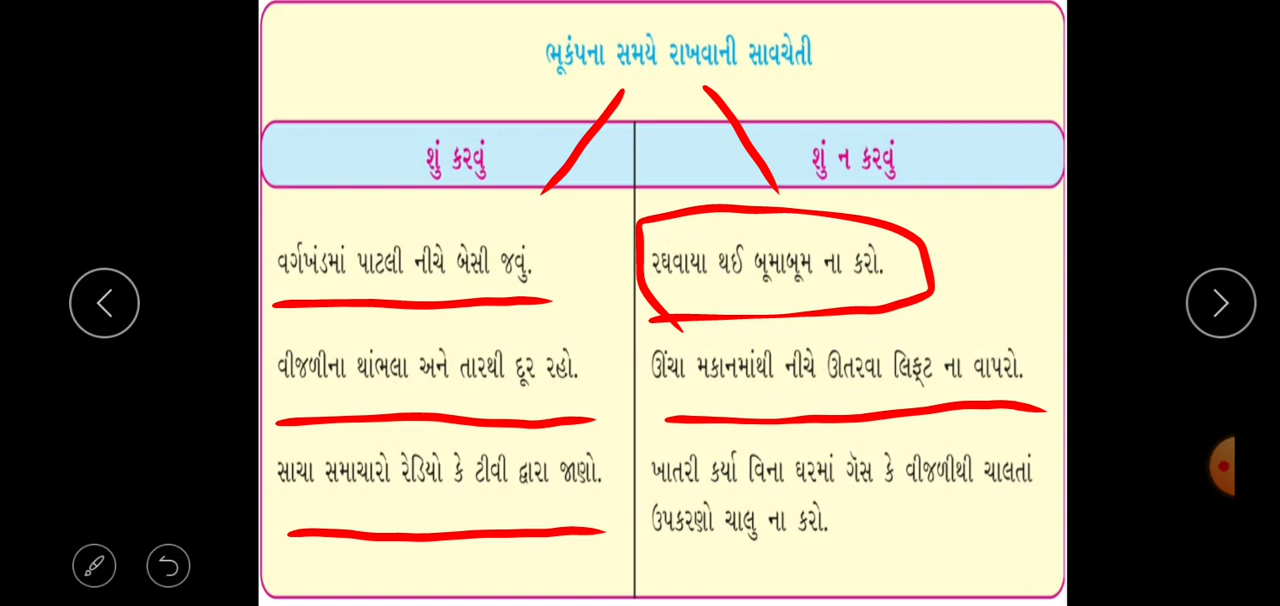 ભૂકંપના સમયે રાખવાની સાવચેતી
શું કરવું
શું ન કરવું
વર્ગખંડમાં પાટલી નીચે બેસી જવું.
રઘવાયા થઈ બૂમાબૂમ ના કરો.
વીજળીના થાંભલા અને તારથી દૂર રહો.
ઊંચા મકાનમાંથી નીચે ઊતરવા લિફ્ટ ના વાપરો.
સાચા સમાચારો રેડિયો કે ટીવી દ્વારા જાણો.
ખાતરી કર્યા વિના ઘરમાં ગૅસ કે વીજળીથી ચાલતાં
ઉપકરણો ચાલુ ના કરો.